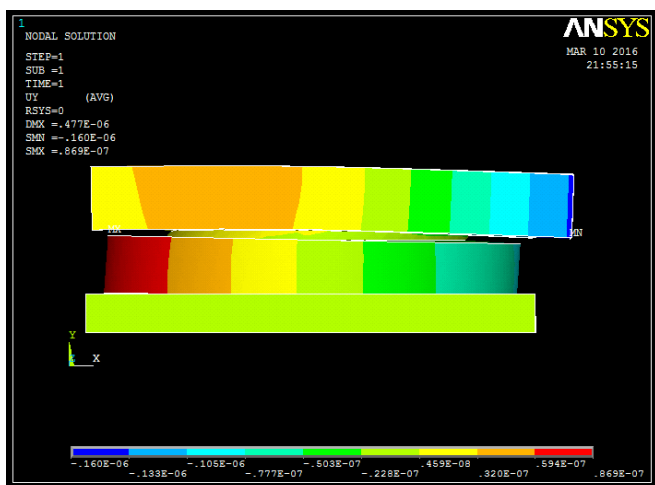 1
NODAL SOLUTION
STEP=1
SUB =1
TIME=1
UY (AVG)
RSYS=0
DMX =.477E-06
SMN =-.160E-06
SMX =.869E-07
ANSYS
MAR 10 2016
21:55:15
MX
MN
Y
Z X
-.160E-06 -.105E-06 -.503E-07 .459E-08 .594E-07
-.133E-06 -.777E-07 -.228E-07 .320E-07 .869E-07